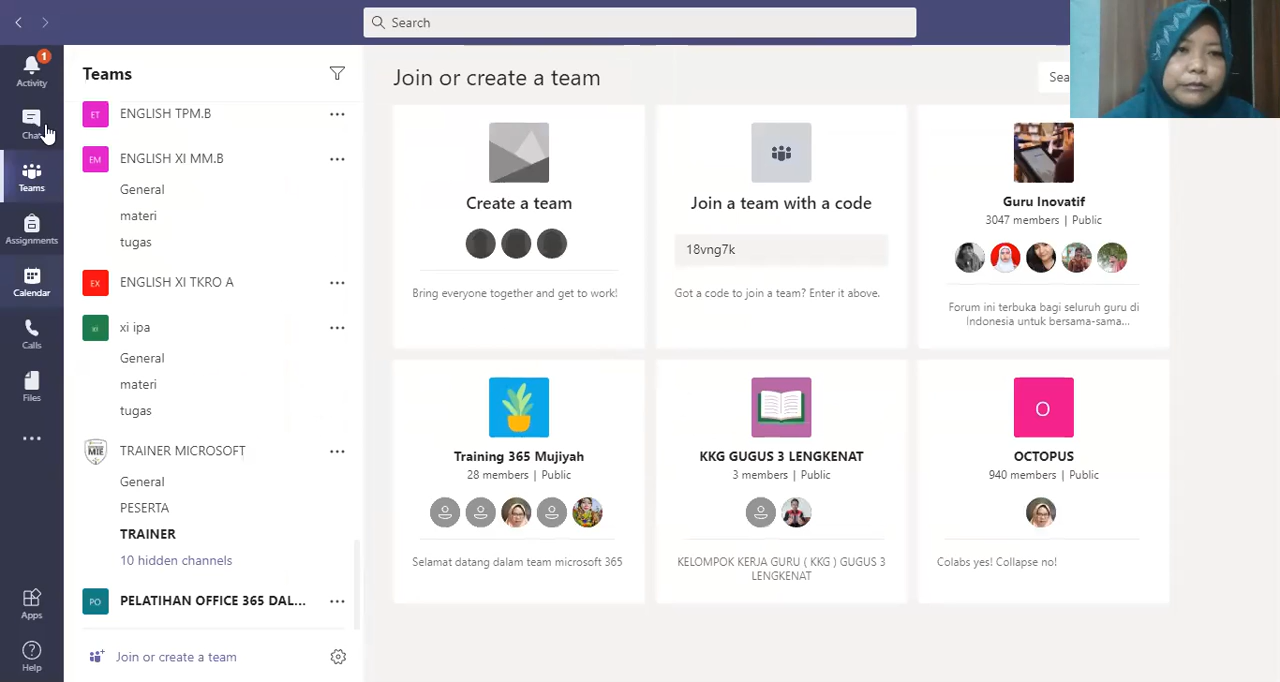 Search
1
Activity
Chat
Teams
Assignments
Calendar
Calls
Files
Apps
Help
Teams
ET ENGLISH TPM.B
EM ENGLISH XI MM.B
General
materi
tugas
EX ENGLISH XI TKRO A
xi xi ipa
General
materi
tugas
MIE TRAINER MICROSOFT
General
PESERTA
TRAINER
10 hidden channels
PO PELATIHAN OFFICE 365 DAL...
Join or create a team
Join or create a team
Sea
Create a team
Bring everyone together and get to work!
Join a team with a code
18vng7k
Got a code to join a team? Enter it above.
Guru Inovatif
3047 members | Public
Forum ini terbuka bagi seluruh guru di
Indonesia untuk bersama-sama...
Training 365 Mujiyah
28 members | Public
Selamat datang dalam team microsoft 365
KKG GUGUS 3 LENGKENAT
3 members | Public
KELOMPOK KERJA GURU ( KKG ) GUGUS 3
LENGKENAT
O
OCTOPUS
940 members | Public
Colabs yes! Collapse no!